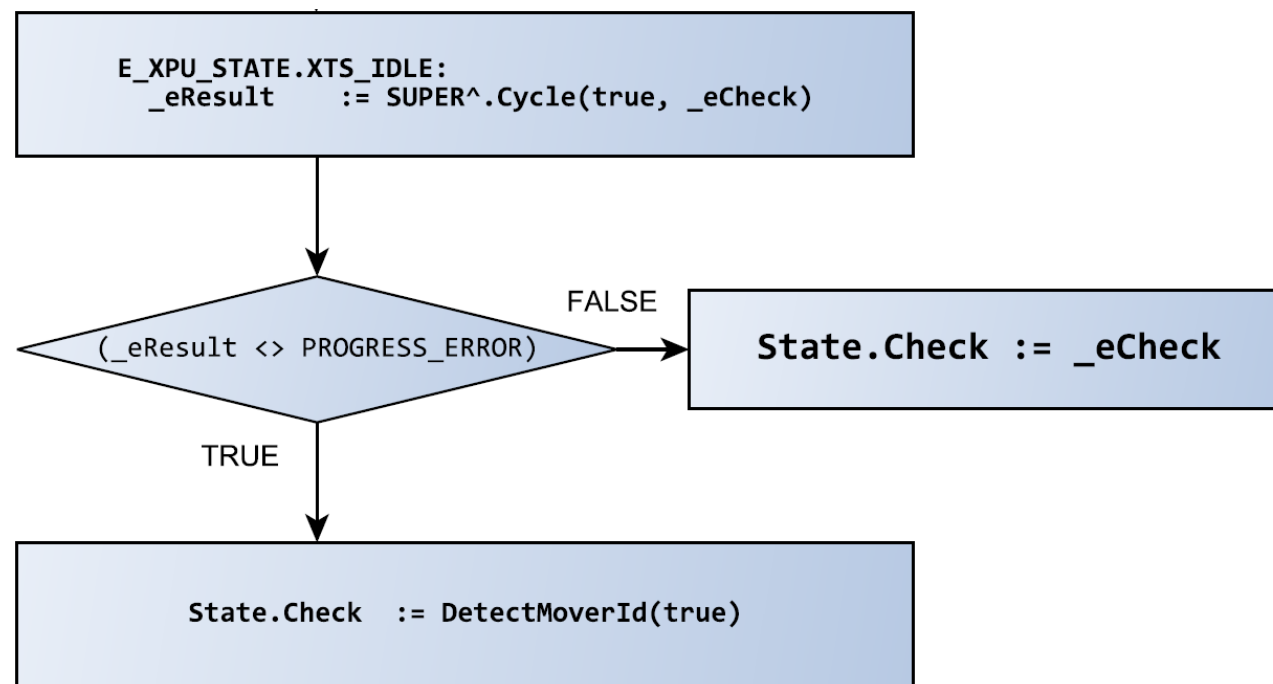 E_XPU_STATE.XTS_IDLE:
_eResult := SUPER^.Cycle(true, _eCheck)
(_eResult <> PROGRESS_ERROR)
FALSE
State.Check := _eCheck
TRUE
State.Check := DetectMoverId(true)